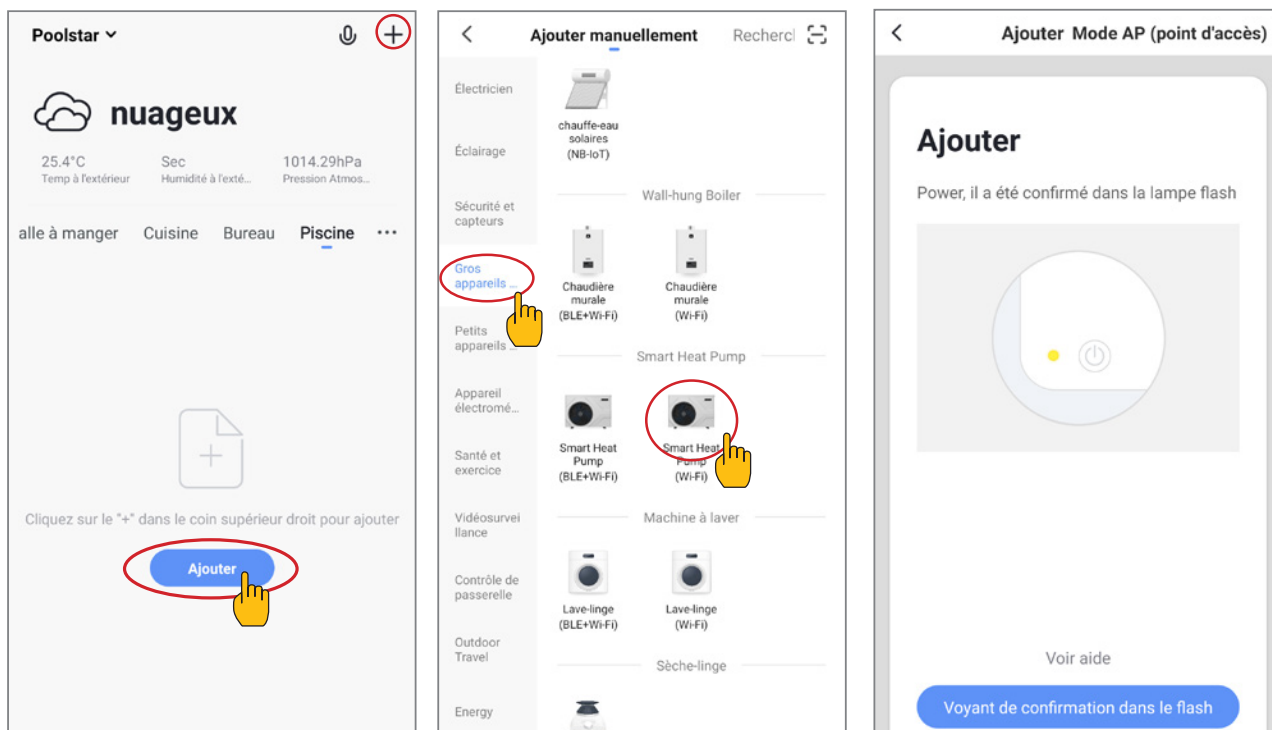 Poolstar
nuageux
25.4°C Sec 1014.29hPa
Temp à l'extérieur Humidité à l'exté... Pression Atmos...
alle à manger Cuisine Bureau Piscine ...
Cliquez sur le "+" dans le coin supérieur droit pour ajouter
Ajouter
Ajouter manuellement Recherc
Électricien
Éclairage
Sécurité et
capteurs
Gros
appareils ...
Petits
appareils ...
Appareil
électromé...
Santé et
exercice
Vidéosurvei
llance
Contrôle de
passerelle
Outdoor
Travel
Energy
chauffe-eau
solaires
(NB-IoT)
Wall-hung Boiler
Chaudière
murale
(BLE+Wi-Fi)
Chaudière
murale
(Wi-Fi)
Smart Heat Pump
Smart Heat
Pump
(BLE+Wi-Fi)
Smart Heat
Pump
(Wi-Fi)
Machine à laver
Lave-linge
(BLE+Wi-Fi)
Lave-linge
(Wi-Fi)
Sèche-linge
Ajouter Mode AP (point d'accès)
Ajouter
Power, il a été confirmé dans la lampe flash
Voir aide
Voyant de confirmation dans le flash